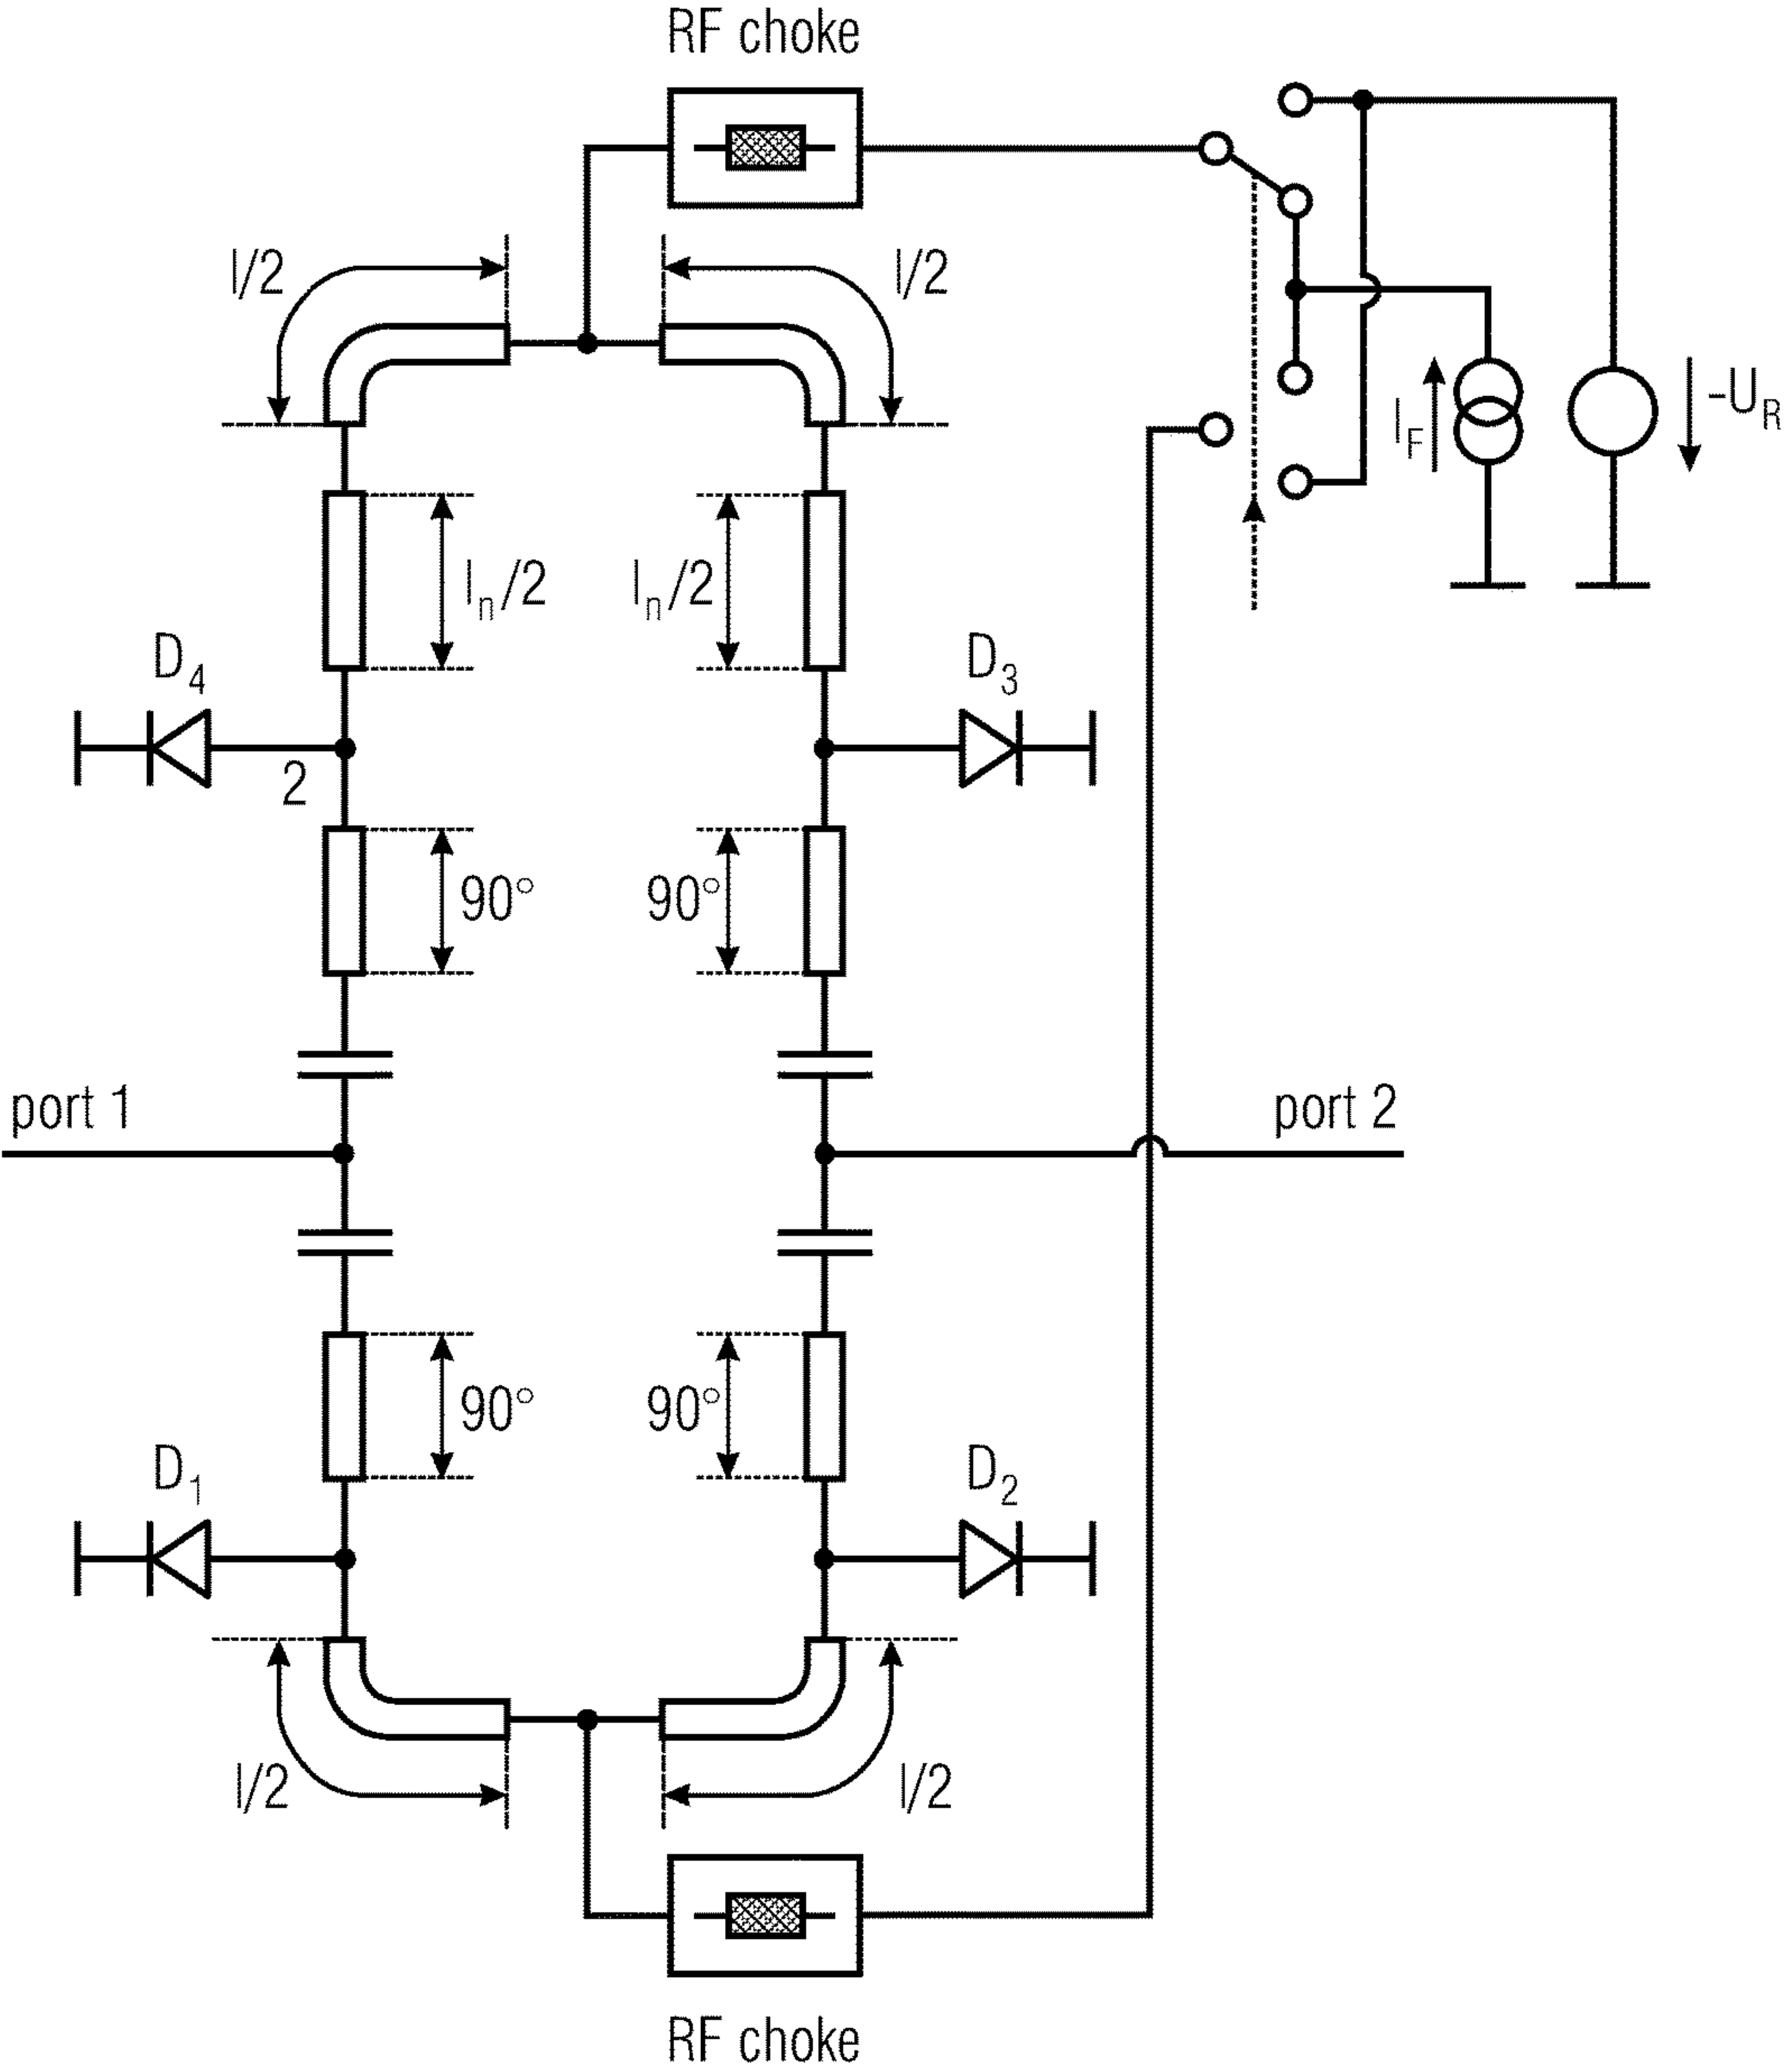 RF choke
l/2
l/2
-U_R
I_F
l_n/2
l_n/2
D_4
D_3
2
90°
90°
port 1
port 2
90°
90°
D_1
D_2
l/2
l/2
RF choke